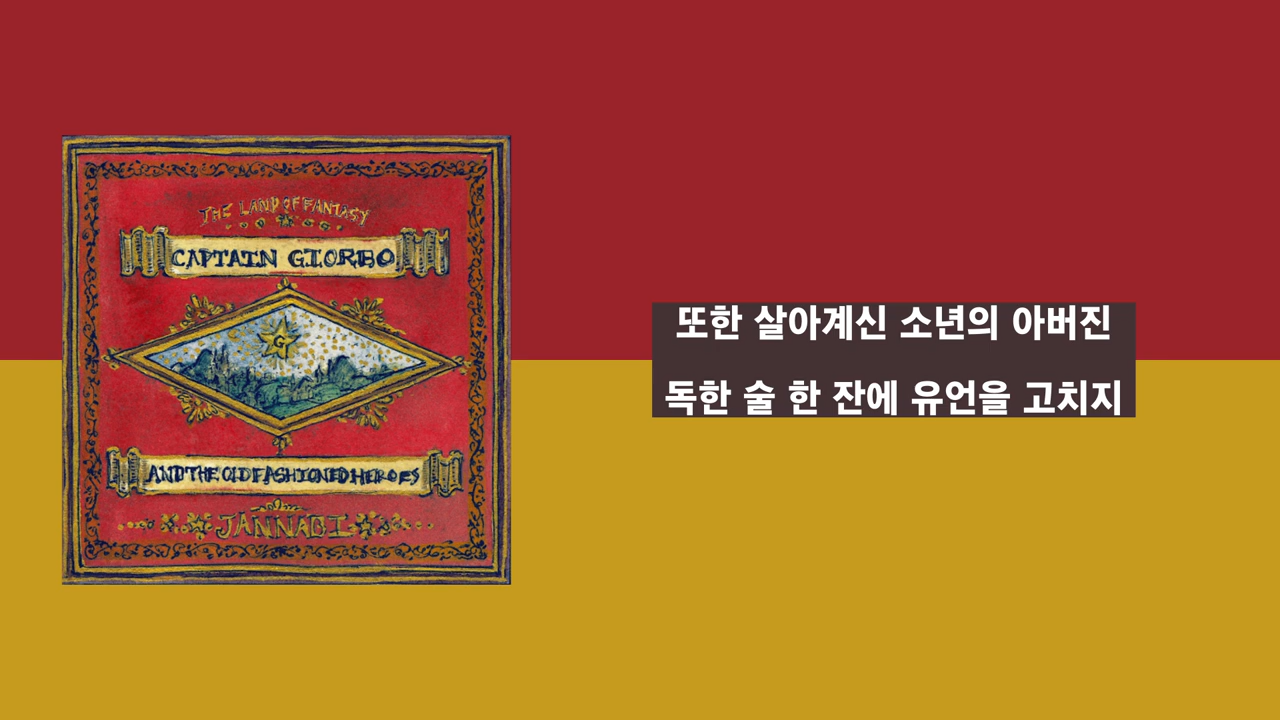 THE LAND OF FANTASY
CAPTAIN GIORBO
G
AND THE OLD FASHIONED HEROES
JANNABI
또한 살아계신 소년의 아버진
독한 술 한 잔에 유언을 고치지